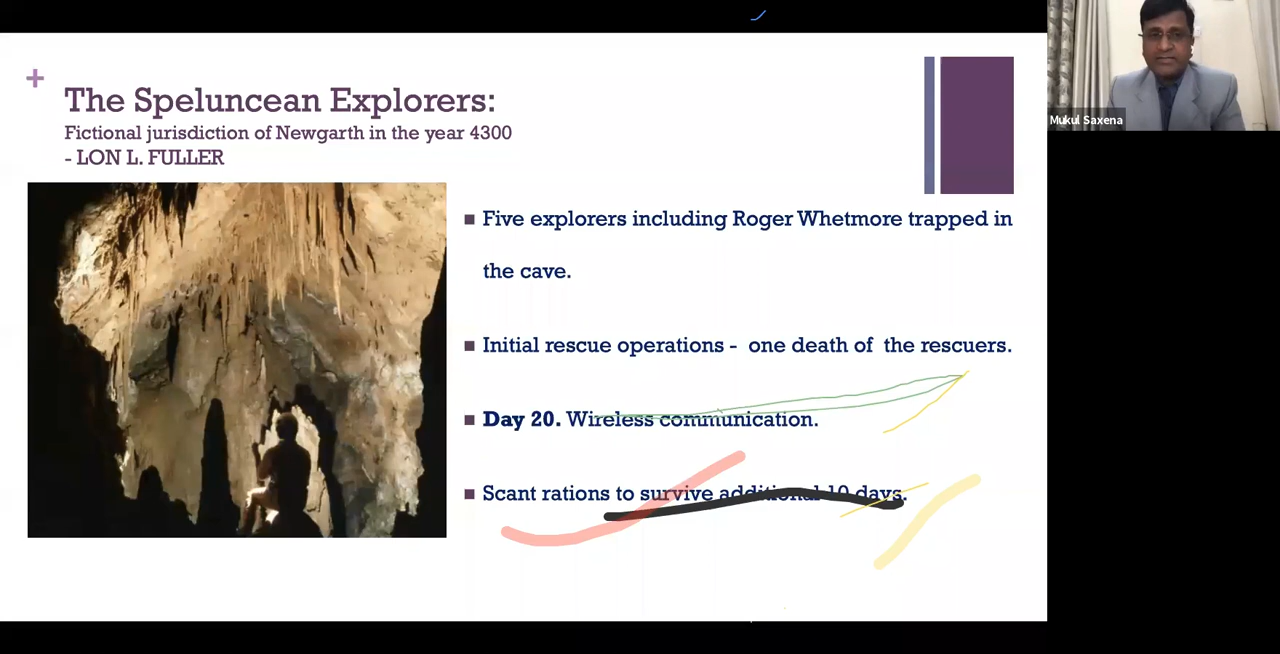 The Speluncean Explorers:
Fictional jurisdiction of Newgarth in the year 4300
- LON L. FULLER
Five explorers including Roger Whetmore trapped in
the cave.
Initial rescue operations - one death of the rescuers.
Day 20. Wireless communication.
Scant rations to survive additional 10 days.
Mukul Saxena